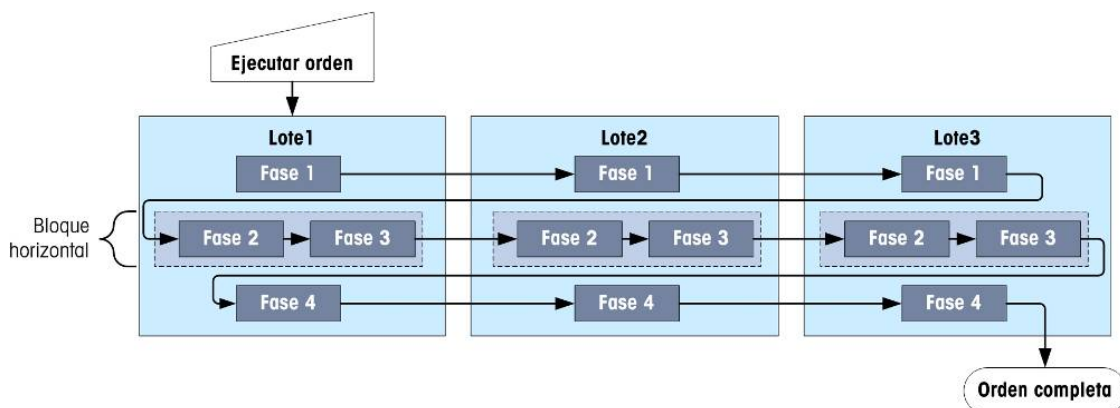 Ejecutar orden
Lote1
Lote2
Lote3
Fase 1
Fase 1
Fase 1
Bloque
horizontal
Fase 2
Fase 3
Fase 2
Fase 3
Fase 2
Fase 3
Fase 4
Fase 4
Fase 4
Orden completa